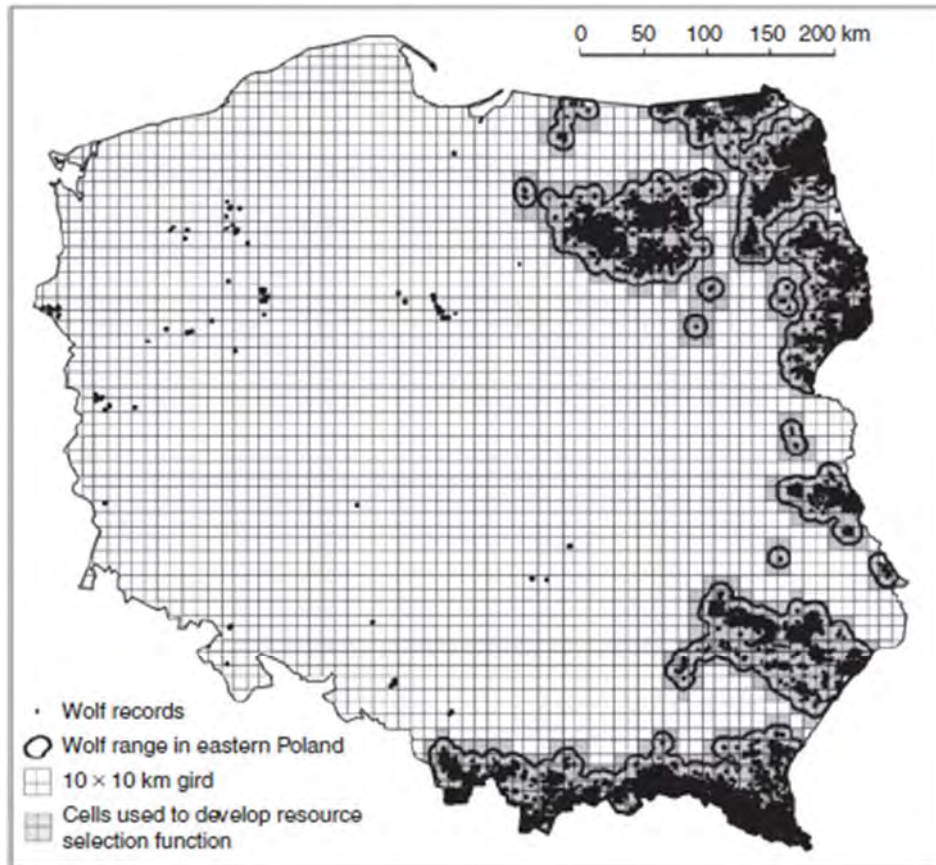 0 50 100 150 200 km
Wolf records
Wolf range in eastern Poland
10 × 10 km gird
Cells used to develop resource
selection function